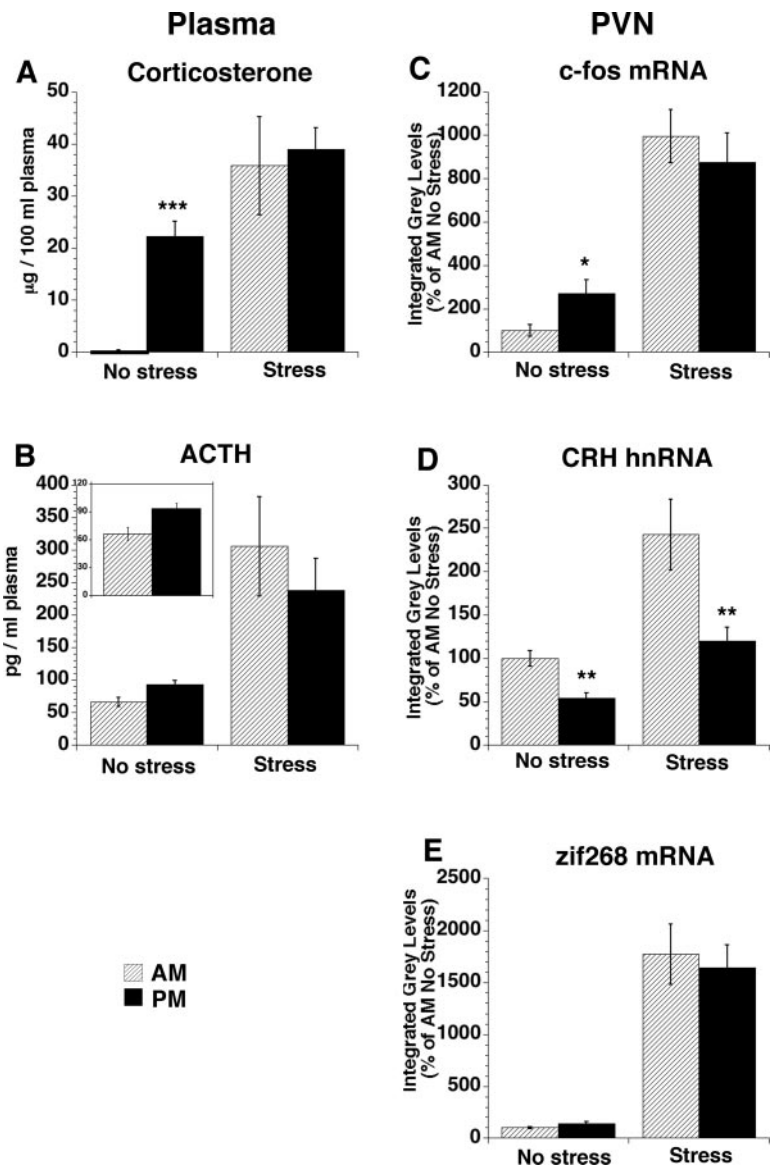 Plasma
PVN
A
Corticosterone
50
40
30
20
10
0
µg / 100 ml plasma
***
No stress
Stress
C
c-fos mRNA
1200
1000
800
600
400
200
0
Integrated Grey Levels
(% of AM No Stress)
*
No stress
Stress
B
ACTH
400
350
300
250
200
150
100
50
0
pg / ml plasma
120
90
60
30
0
No stress
Stress
D
CRH hnRNA
300
250
200
150
100
50
0
Integrated Grey Levels
(% of AM No Stress)
**
**
No stress
Stress
E
zif268 mRNA
2500
2000
1500
1000
500
0
Integrated Grey Levels
(% of AM No Stress)
No stress
Stress
AM
PM